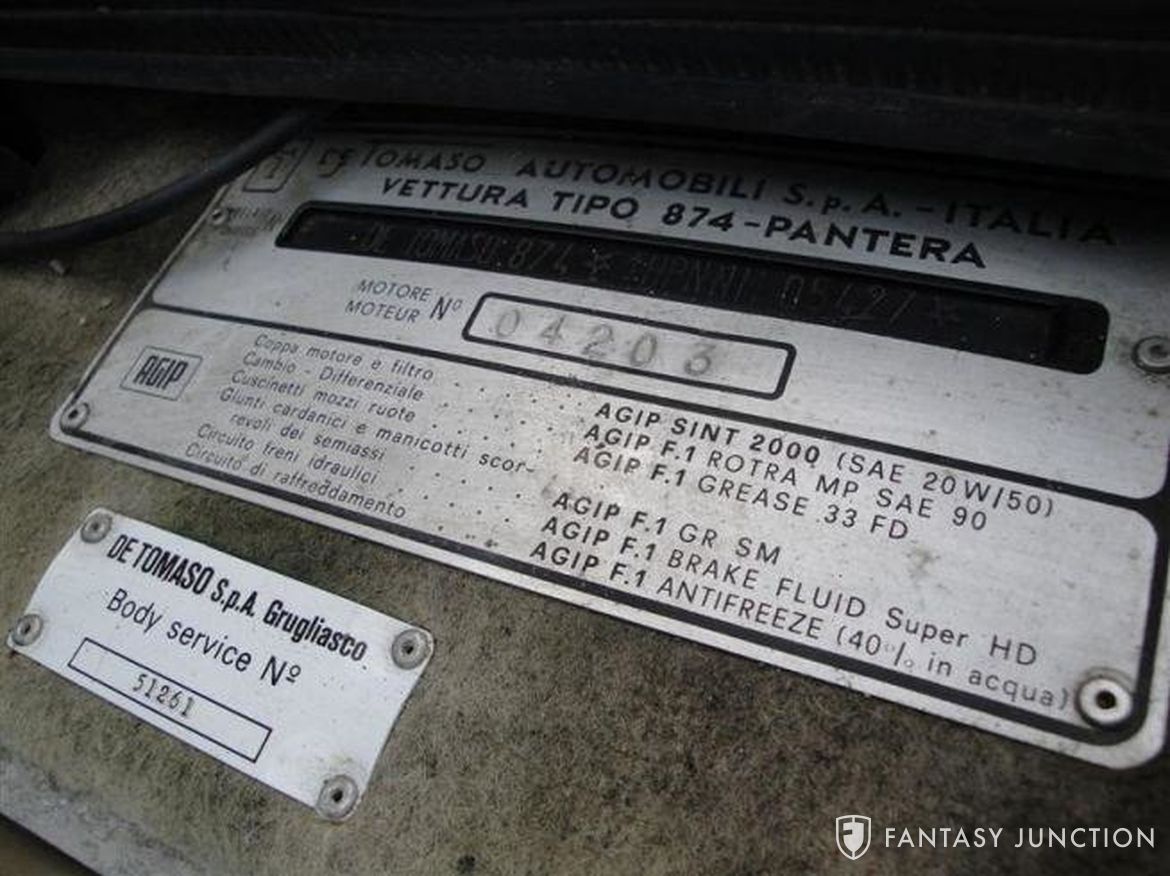 DE TOMASO AUTOMOBILI S.p.A. - ITALIA
VETTURA TIPO 874 - PANTERA
DE TOMASO 874 *
MOTORE
MOTEUR Nº 04203
AGIP
Coppa motore e filtro . . . . . . AGIP SINT 2000 (SAE 20W/50)
Cambio - Differenziale . . . . . . AGIP F.1 ROTRA MP SAE 90
Cuscinetti mozzi ruote . . . . . . AGIP F.1 GREASE 33 FD
Giunti cardanici e manicotti scor-
revoli dei semiassi . . . . . . AGIP F.1 GR SM
Circuito freni idraulici . . . . . . AGIP F.1 BRAKE FLUID Super HD
Circuito di raffreddamento . . . . . . AGIP F.1 ANTIFREEZE (40% in acqua)
DE TOMASO S.p.A. Grugliasco
Body service Nº
51261
FANTASY JUNCTION